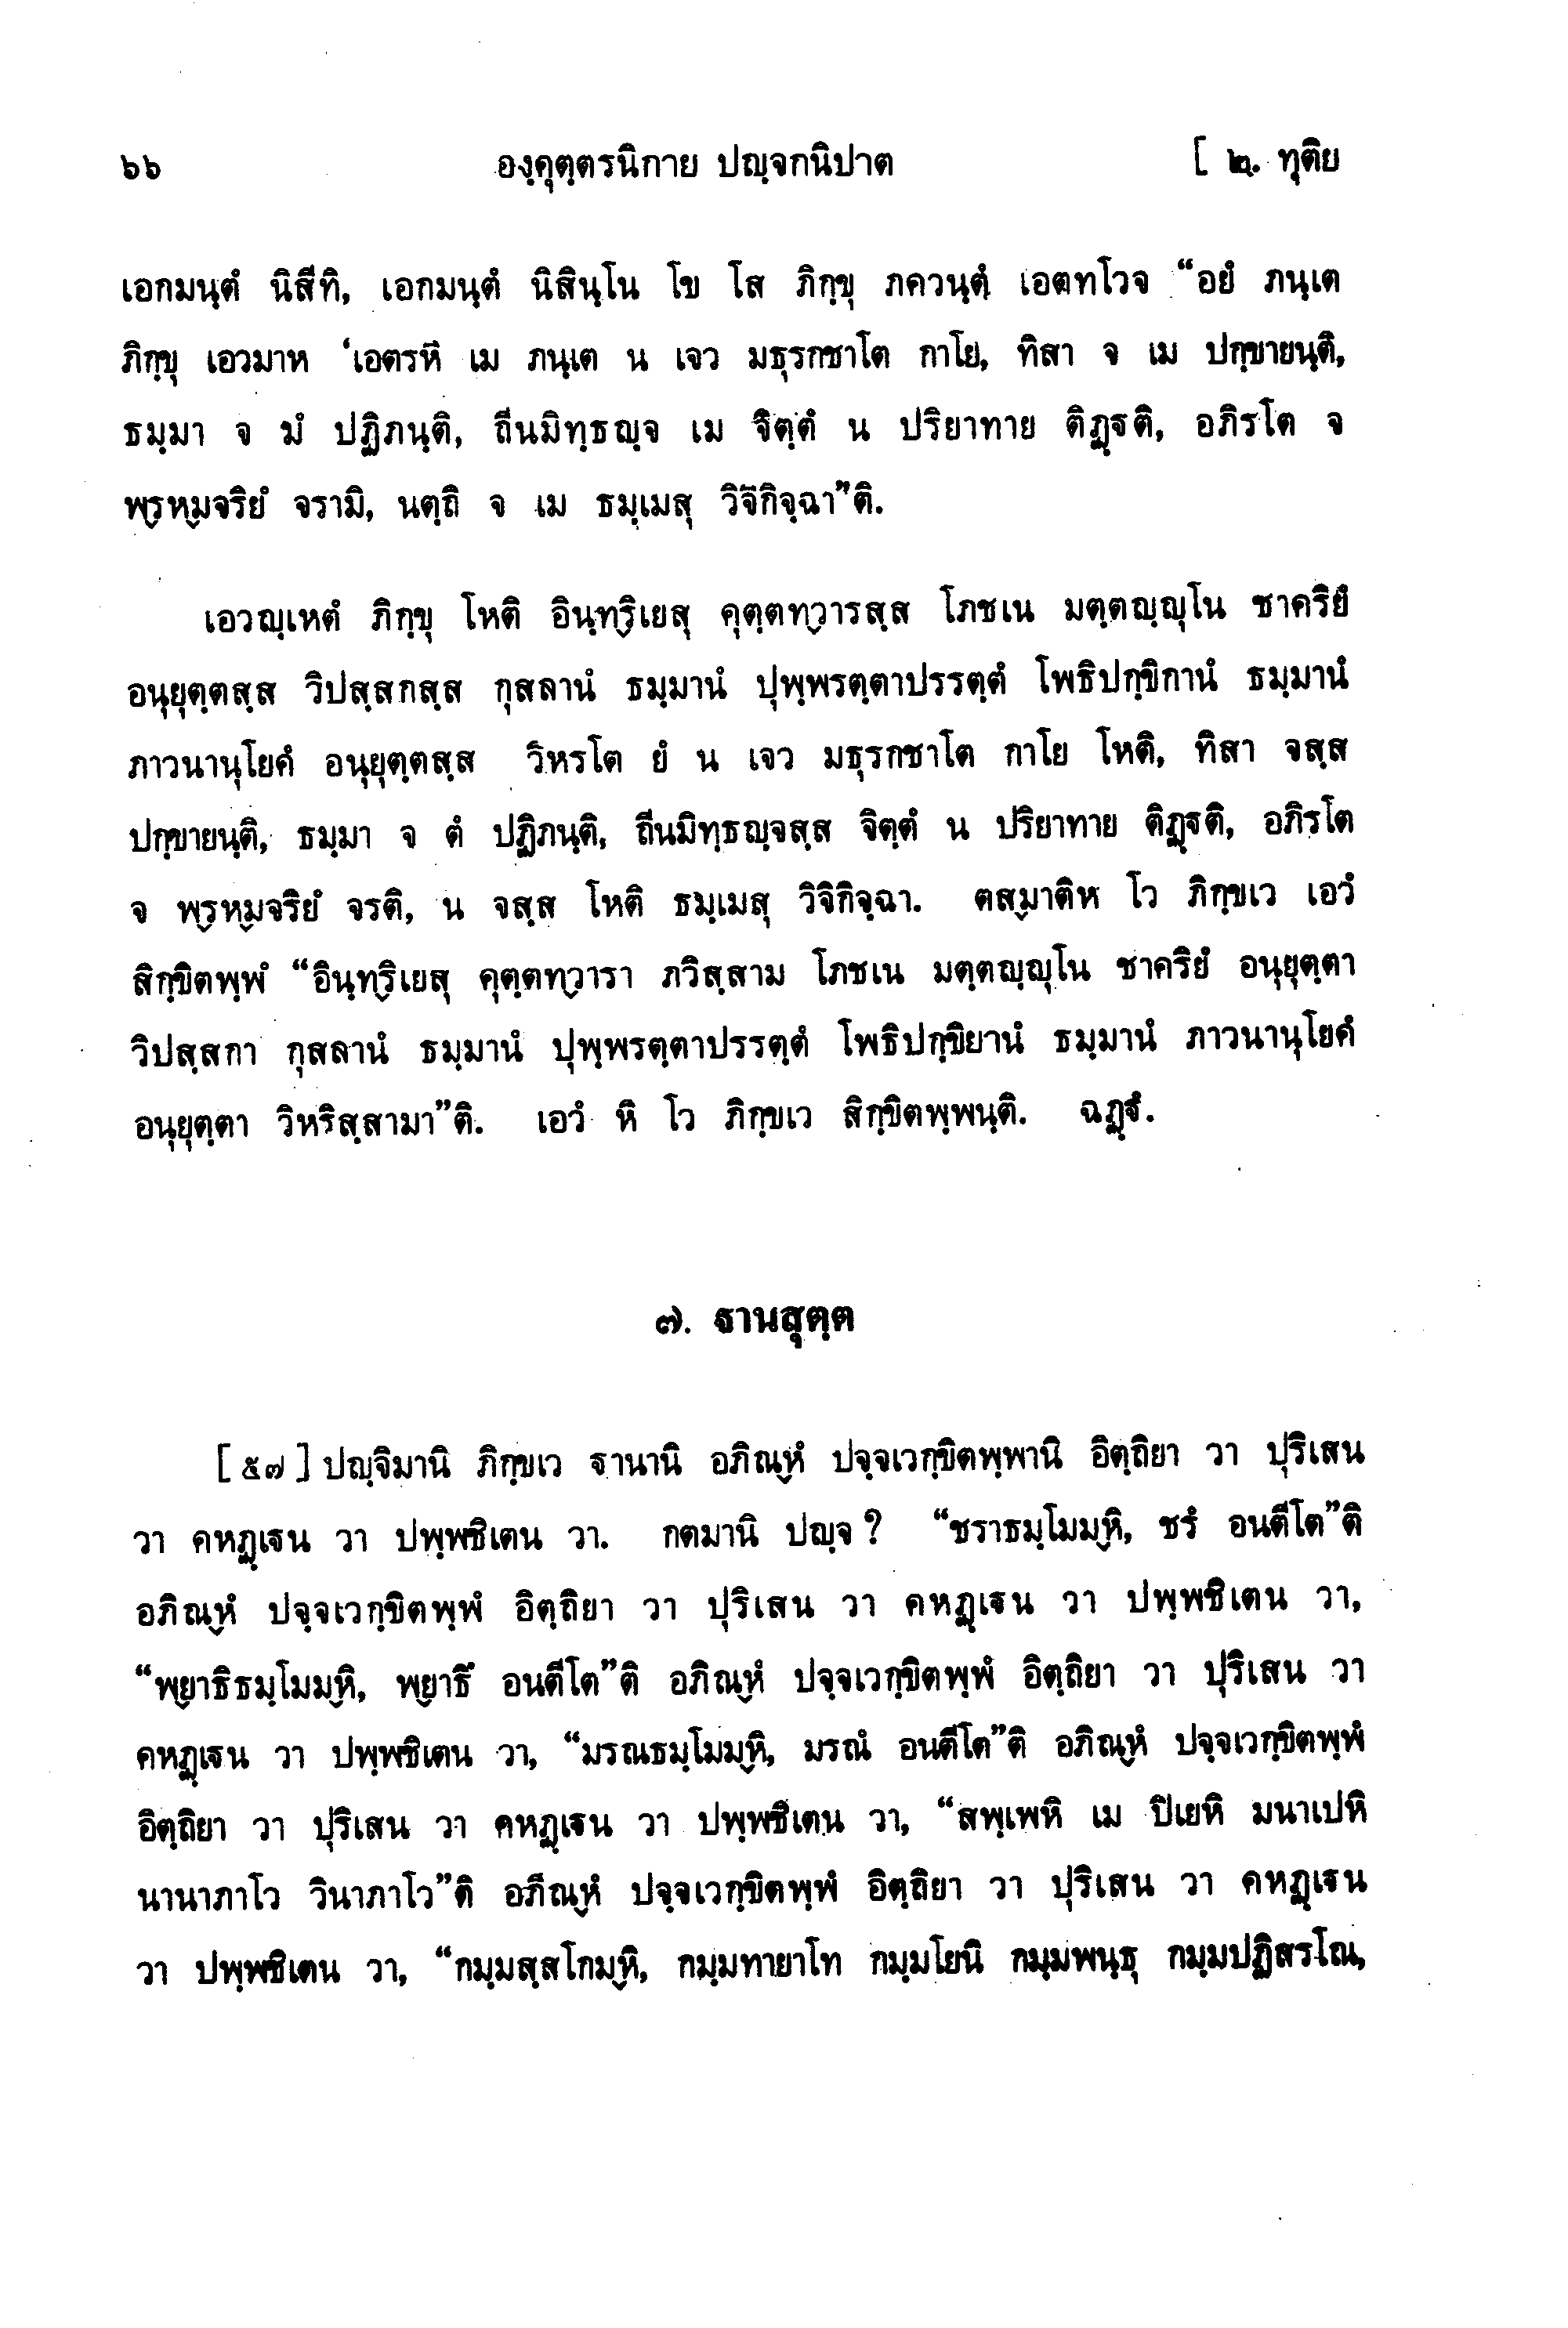 ๖๖ องฺคุตฺตรนิกาย ปญฺจกนิปาต [ ๒. ทุติย
เอกมนฺตํ นิสีทิ, เอกมนฺตํ นิสินฺโน โข โส ภิกฺขุ ภควนฺตํ เอตทโวจ “อยํ ภนฺเต
ภิกฺขุ เอวมาห ‘เอตรหิ เม ภนฺเต น เจว มธุรกชาโต กาโย, ทิสา จ เม ปกฺขายนฺติ,
ธมฺมา จ มํ ปฏิภนฺติ, ถีนมิทฺธญฺจ เม จิตฺตํ น ปริยาทาย ติฏฺฐติ, อภิรโต จ
พฺรหฺมจริยํ จรามิ, นตฺถิ จ เม ธมฺเมสุ วิจิกิจฺฉา”ติ.
เอวญฺเหตํ ภิกฺขุ โหติ อินฺทฺริเยสุ คุตฺตทฺวารสฺส โภชเน มตฺตญฺญุโน ชาคริยํ
อนุยุตฺตสฺส วิปสฺสกสฺส กุสลานํ ธมฺมานํ ปุพฺพรตฺตาปรรตฺตํ โพธิปกฺขิกานํ ธมฺมานํ
ภาวนานุโยคํ อนุยุตฺตสฺส วิหรโต ยํ น เจว มธุรกชาโต กาโย โหติ, ทิสา จสฺส
ปกฺขายนฺติ, ธมฺมา จ ตํ ปฏิภนฺติ, ถีนมิทฺธญฺจสฺส จิตฺตํ น ปริยาทาย ติฏฺฐติ, อภิรโต
จ พฺรหฺมจริยํ จรติ, น จสฺส โหติ ธมฺเมสุ วิจิกิจฺฉา. ตสฺมาติห โว ภิกฺขเว เอวํ
สิกฺขิตพฺพํ “อินฺทฺริเยสุ คุตฺตทฺวารา ภวิสฺสาม โภชเน มตฺตญฺญุโน ชาคริยํ อนุยุตฺตา
วิปสฺสกา กุสลานํ ธมฺมานํ ปุพฺพรตฺตาปรรตฺตํ โพธิปกฺขิยานํ ธมฺมานํ ภาวนานุโยคํ
อนุยุตฺตา วิหริสฺสามา”ติ. เอวํ หิ โว ภิกฺขเว สิกฺขิตพฺพนฺติ. ฉฏฺฐํ.
๗. ฐานสุตฺต
[ ๕๗ ] ปญฺจิมานิ ภิกฺขเว ฐานานิ อภิณฺหํ ปจฺจเวกฺขิตพฺพานิ อิตฺถิยา วา ปุริเสน
วา คหฏฺเฐน วา ปพฺพชิเตน วา. กตมานิ ปญฺจ ? “ชราธมฺโมมฺหิ, ชรํ อนตีโต”ติ
อภิณฺหํ ปจฺจเวกฺขิตพฺพํ อิตฺถิยา วา ปุริเสน วา คหฏฺเฐน วา ปพฺพชิเตน วา,
“พฺยาธิธมฺโมมฺหิ, พฺยาธึ อนตีโต”ติ อภิณฺหํ ปจฺจเวกฺขิตพฺพํ อิตฺถิยา วา ปุริเสน วา
คหฏฺเฐน วา ปพฺพชิเตน วา, “มรณธมฺโมมฺหิ, มรณํ อนตีโต”ติ อภิณฺหํ ปจฺจเวกฺขิตพฺพํ
อิตฺถิยา วา ปุริเสน วา คหฏฺเฐน วา ปพฺพชิเตน วา, “สพฺเพหิ เม ปิเยหิ มนาเปหิ
นานาภาโว วินาภาโว”ติ อภิณฺหํ ปจฺจเวกฺขิตพฺพํ อิตฺถิยา วา ปุริเสน วา คหฏฺเฐน
วา ปพฺพชิเตน วา, “กมฺมสฺสโกมฺหิ, กมฺมทายาโท กมฺมโยนิ กมฺมพนฺธุ กมฺมปฏิสรโณ,